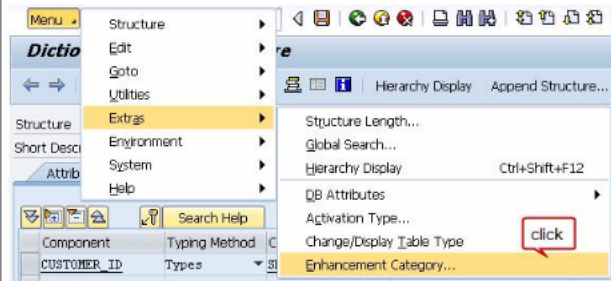 Menu
Structure
Dictio
re
Edit
Goto
Hierarchy Display Append Structure...
Utilities
Structure
Extras
Structure Length...
Short Descr
Environment
Global Search...
Attrib
System
Hierarchy Display Ctrl+Shift+F12
Help
DB Attributes
Search Help
Activation Type...
Component Typing Method C
Change/Display Table Type
click
CUSTOMER_ID Types
Enhancement Category...